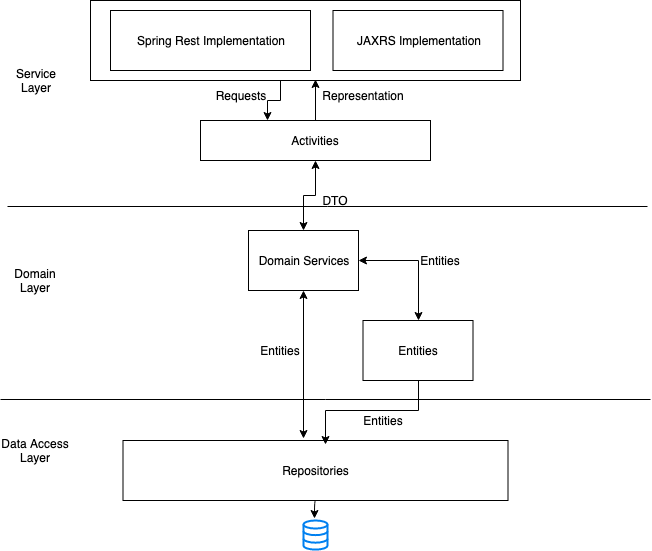 Spring Rest Implementation
JAXRS Implementation
Service
Layer
Requests
Representation
Activities
DTO
Domain Services
Entities
Domain
Layer
Entities
Entities
Entities
Data Access
Layer
Repositories